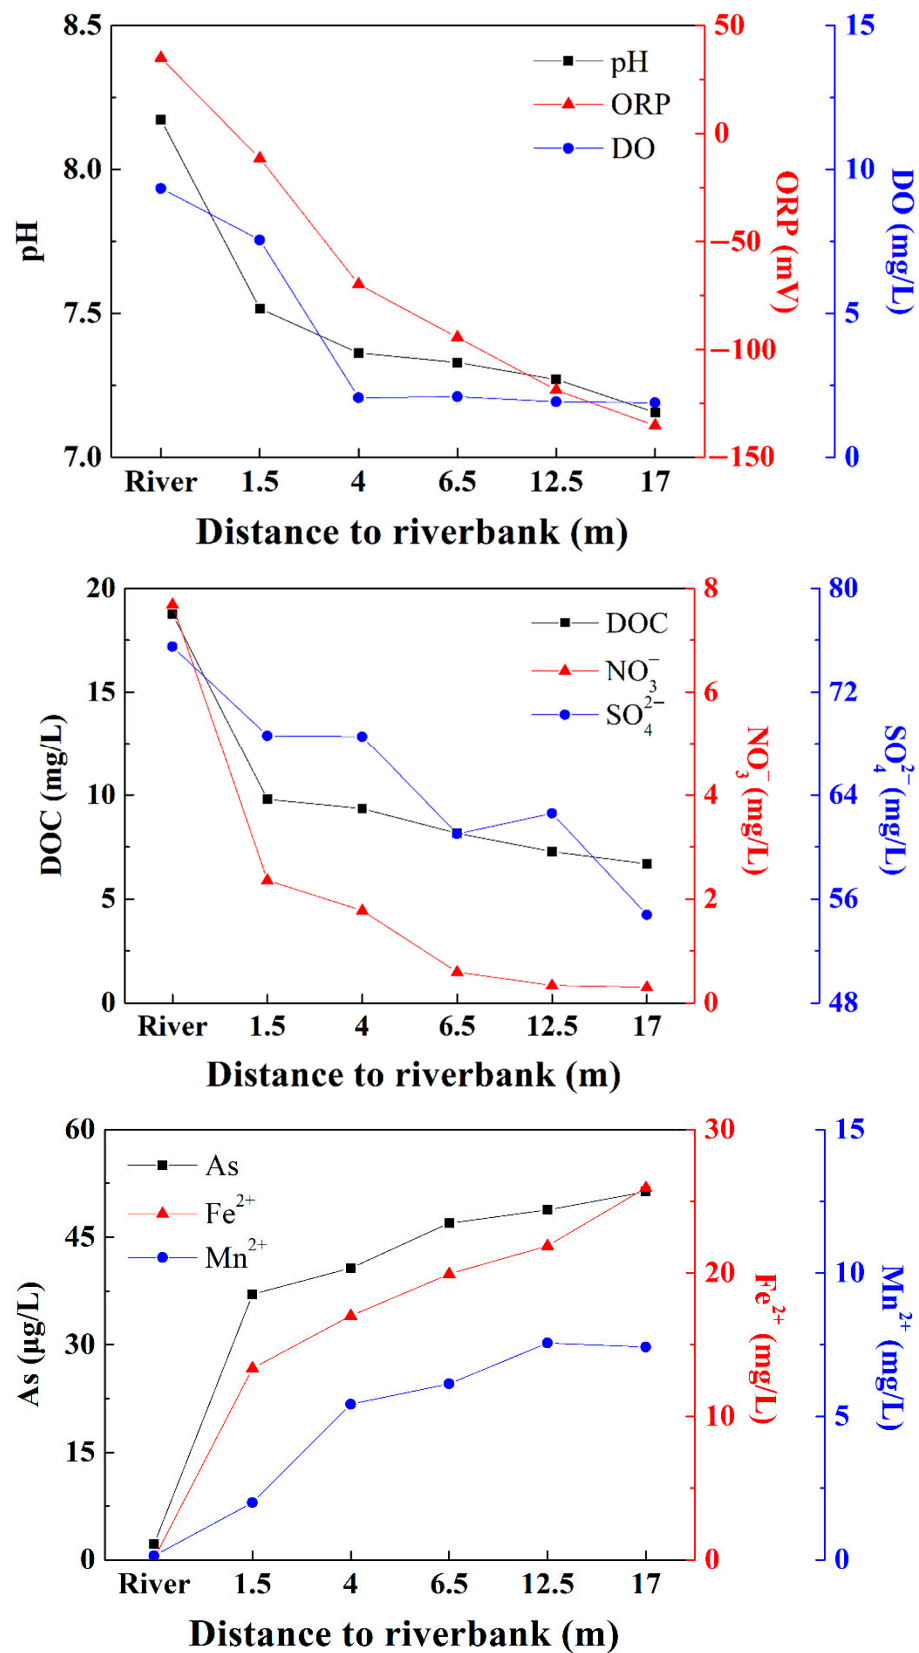 8.5
8.0
7.5
7.0
pH
pH
ORP
DO
50
0
−50
−100
−150
ORP (mV)
15
10
5
0
DO (mg/L)
River 1.5 4 6.5 12.5 17
Distance to riverbank (m)
20
15
10
5
0
DOC (mg/L)
DOC
NO₃⁻
SO₄²⁻
8
6
4
2
0
NO₃⁻ (mg/L)
80
72
64
56
48
SO₄²⁻ (mg/L)
River 1.5 4 6.5 12.5 17
Distance to riverbank (m)
60
45
30
15
0
As (μg/L)
As
Fe²⁺
Mn²⁺
30
20
10
0
Fe²⁺ (mg/L)
15
10
5
0
Mn²⁺ (mg/L)
River 1.5 4 6.5 12.5 17
Distance to riverbank (m)